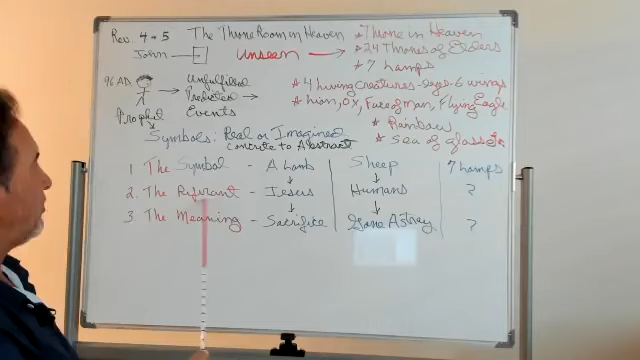 Rev. 4+5 The Throne Room in Heaven * Throne in Heaven
John → Unseen → * 24 Thrones of Elders
* 7 Lamps
96 AD. Unfulfilled
Predicted → * 4 Living Creatures - eyes - 6 wings
Events * Lion, Ox, Face of man, Flying Eagle
Prophet * Rainbow
Symbols: Real or Imagined * Sea of glass
concrete to Abstract
1 The Symbol - A Lamb Sheep 7 Lamps
2. The Refirant - Jesus Humans ?
3. The Meaning - Sacrifice Gone Astray ?